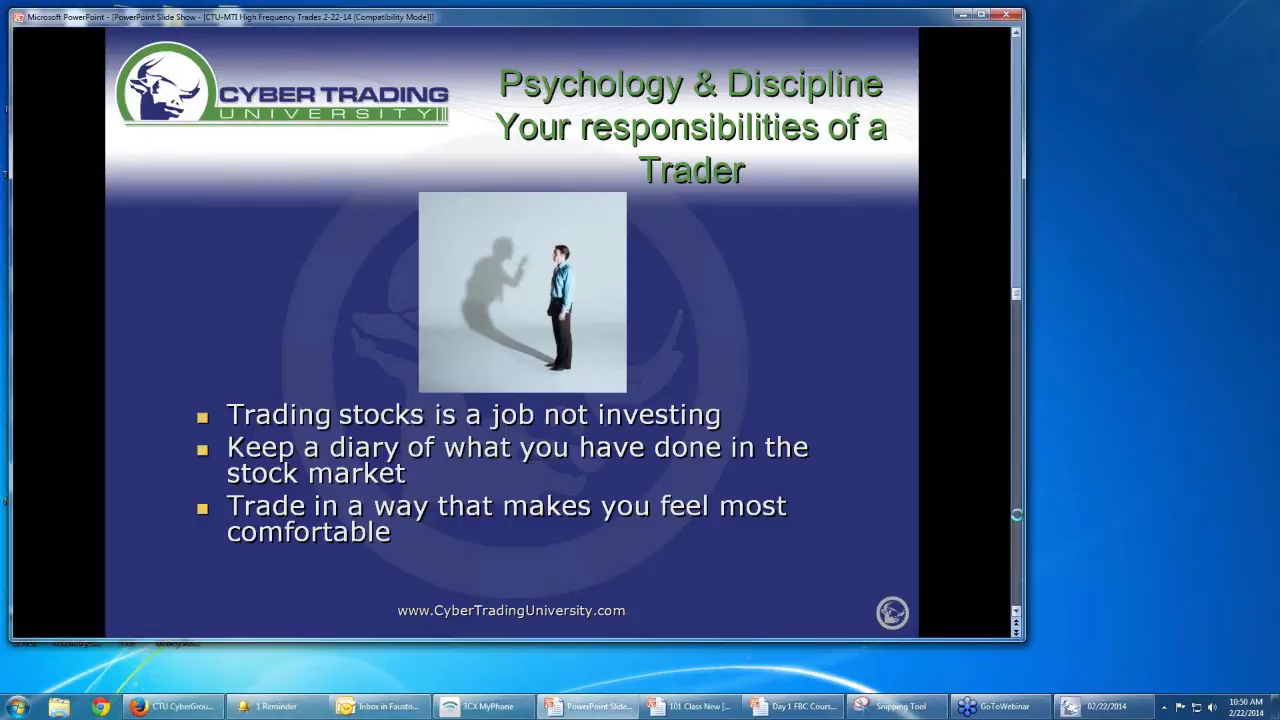 Microsoft PowerPoint - [PowerPoint Slide Show - [CTU-MTI High Frequency Trades 2-22-14 [Compatibility Mode]]
CYBER TRADING
UNIVERSITY
Psychology & Discipline
Your responsibilities of a
Trader
Trading stocks is a job not investing
Keep a diary of what you have done in the
stock market
Trade in a way that makes you feel most
comfortable
www.CyberTradingUniversity.com
CTU CyberGrou...
1 Reminder
Inbox in Fausto...
3CX MyPhone
PowerPoint Slide...
101 Class New [...
Day 1 FBC Cours...
Snipping Tool
GoToWebinar
02/22/2014
10:50 AM
2/22/2014